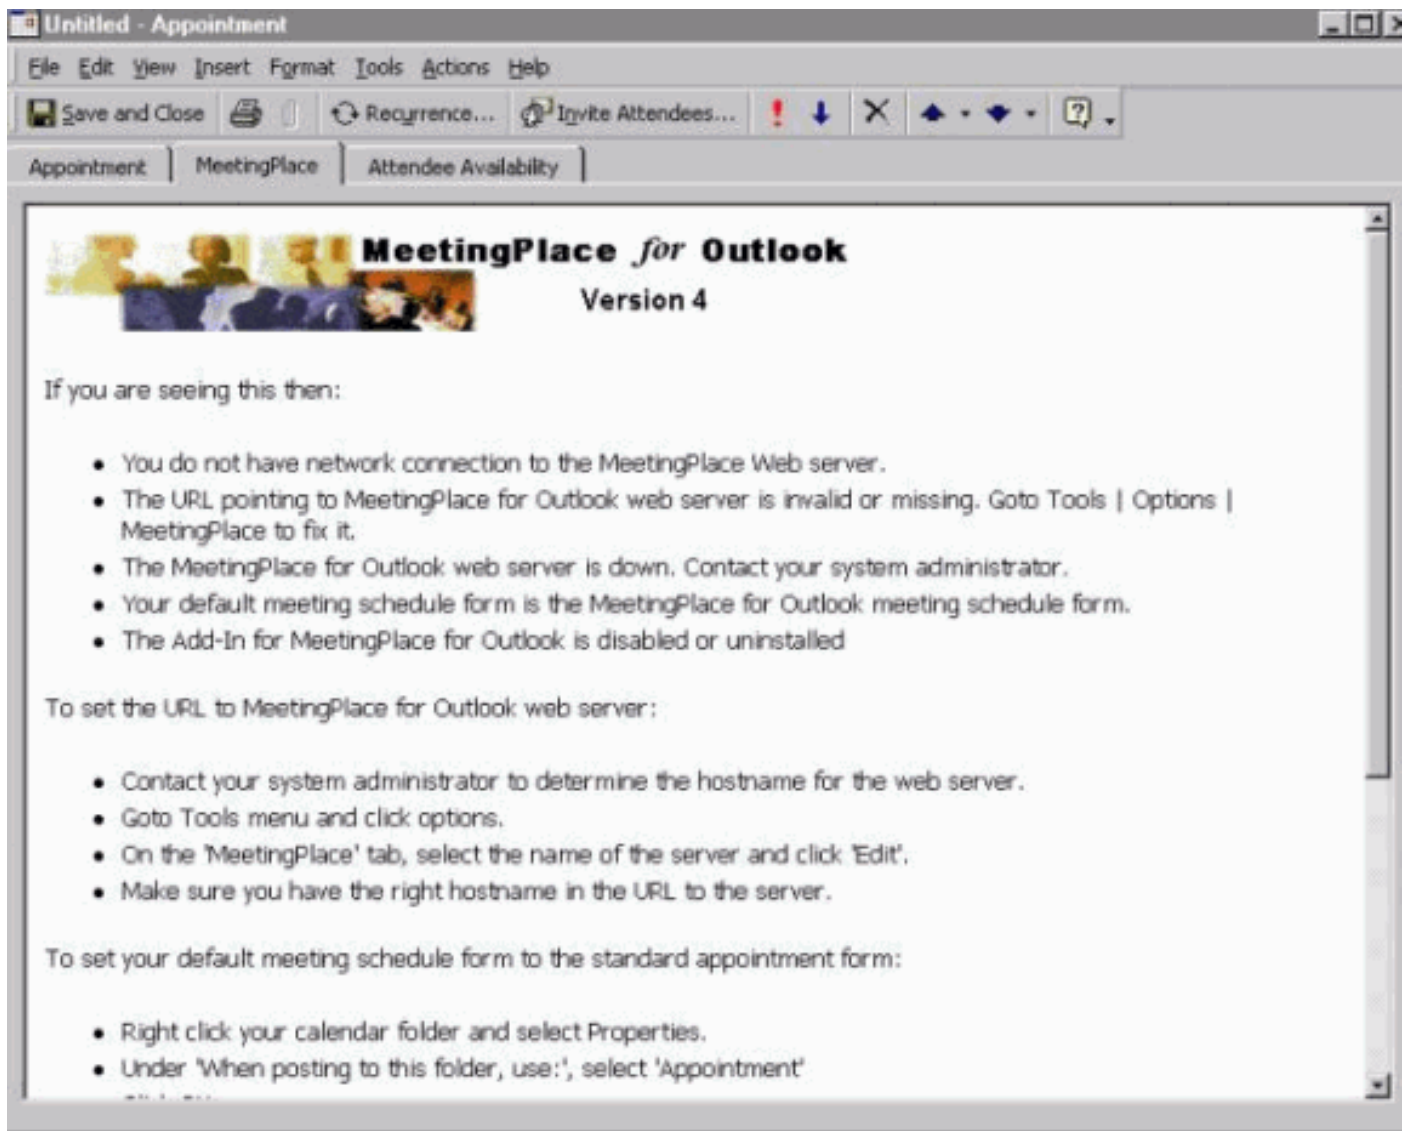 Untitled - Appointment
File Edit View Insert Format Tools Actions Help
Save and Close Recurrence... Invite Attendees...
Appointment MeetingPlace Attendee Availability
MeetingPlace for Outlook
Version 4
If you are seeing this then:
• You do not have network connection to the MeetingPlace Web server.
• The URL pointing to MeetingPlace for Outlook web server is invalid or missing. Goto Tools | Options |
MeetingPlace to fix it.
• The MeetingPlace for Outlook web server is down. Contact your system administrator.
• Your default meeting schedule form is the MeetingPlace for Outlook meeting schedule form.
• The Add-In for MeetingPlace for Outlook is disabled or uninstalled
To set the URL to MeetingPlace for Outlook web server:
• Contact your system administrator to determine the hostname for the web server.
• Goto Tools menu and click options.
• On the 'MeetingPlace' tab, select the name of the server and click 'Edit'.
• Make sure you have the right hostname in the URL to the server.
To set your default meeting schedule form to the standard appointment form:
• Right click your calendar folder and select Properties.
• Under 'When posting to this folder, use:', select 'Appointment'